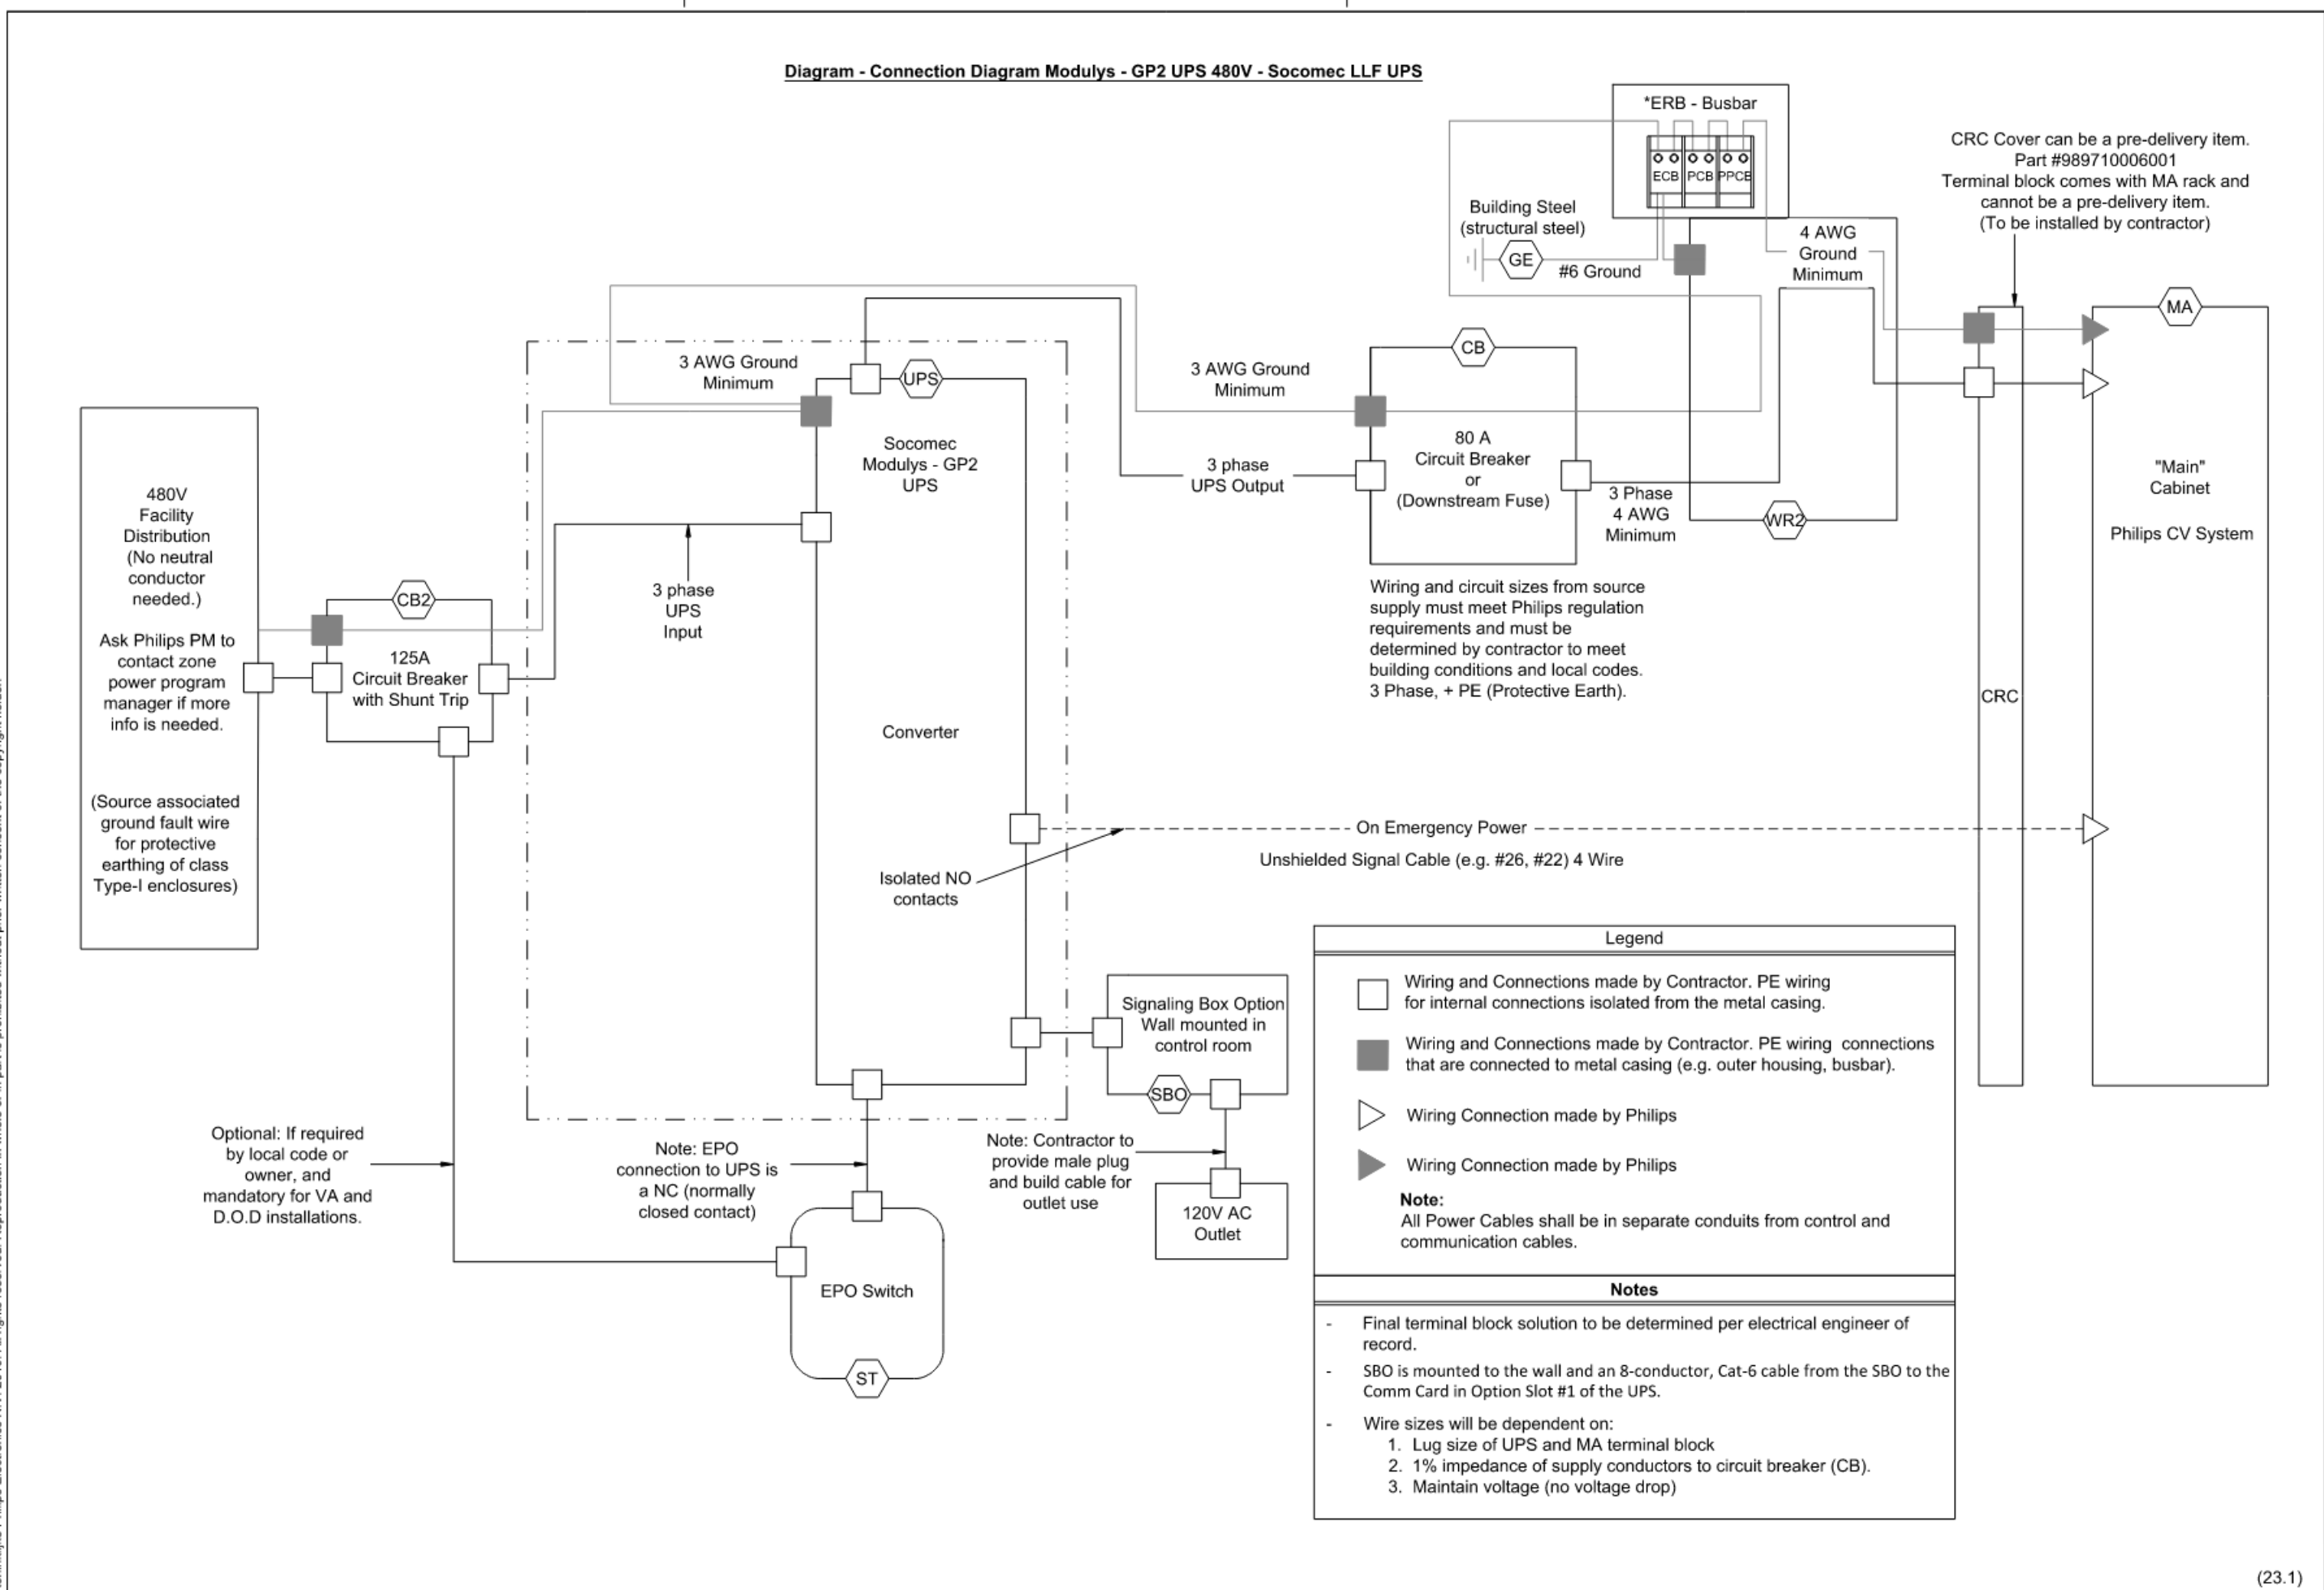 Diagram - Connection Diagram Modulys - GP2 UPS 480V - Socomec LLF UPS
*ERB - Busbar
ECB
PCB
PPCB
CRC Cover can be a pre-delivery item.
Part #989710006001
Terminal block comes with MA rack and
cannot be a pre-delivery item.
(To be installed by contractor)
Building Steel
(structural steel)
GE
#6 Ground
4 AWG
Ground
Minimum
MA
"Main"
Cabinet
Philips CV System
CRC
WR2
CB
3 AWG Ground
Minimum
80 A
Circuit Breaker
or
(Downstream Fuse)
3 phase
UPS Output
3 Phase
4 AWG
Minimum
Wiring and circuit sizes from source
supply must meet Philips regulation
requirements and must be
determined by contractor to meet
building conditions and local codes.
3 Phase, + PE (Protective Earth).
3 AWG Ground
Minimum
UPS
Socomec
Modulys - GP2
UPS
Converter
3 phase
UPS
Input
480V
Facility
Distribution
(No neutral
conductor
needed.)
Ask Philips PM to
contact zone
power program
manager if more
info is needed.
(Source associated
ground fault wire
for protective
earthing of class
Type-I enclosures)
CB2
125A
Circuit Breaker
with Shunt Trip
On Emergency Power
Unshielded Signal Cable (e.g. #26, #22) 4 Wire
Isolated NO
contacts
Signaling Box Option
Wall mounted in
control room
SBO
Note: Contractor to
provide male plug
and build cable for
outlet use
120V AC
Outlet
Optional: If required
by local code or
owner, and
mandatory for VA and
D.O.D installations.
Note: EPO
connection to UPS is
a NC (normally
closed contact)
EPO Switch
ST
Legend
Wiring and Connections made by Contractor. PE wiring
for internal connections isolated from the metal casing.
Wiring and Connections made by Contractor. PE wiring connections
that are connected to metal casing (e.g. outer housing, busbar).
Wiring Connection made by Philips
Wiring Connection made by Philips
Note:
All Power Cables shall be in separate conduits from control and
communication cables.
Notes
- Final terminal block solution to be determined per electrical engineer of
record.
- SBO is mounted to the wall and an 8-conductor, Cat-6 cable from the SBO to the
Comm Card in Option Slot #1 of the UPS.
- Wire sizes will be dependent on:
1. Lug size of UPS and MA terminal block
2. 1% impedance of supply conductors to circuit breaker (CB).
3. Maintain voltage (no voltage drop)
(23.1)